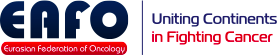 EAFO
Eurasian Federation of Oncology
Uniting Continents
in Fighting Cancer